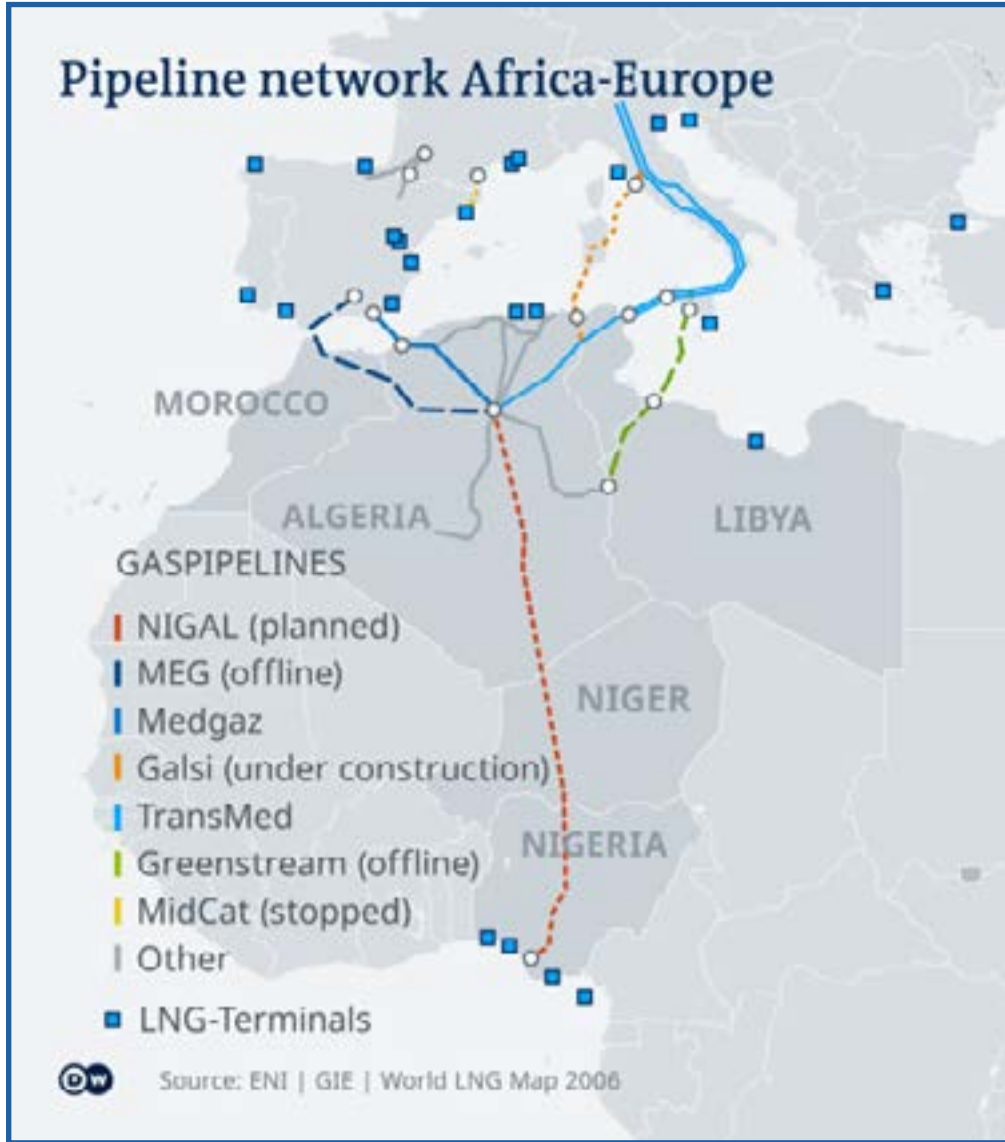 Pipeline network Africa-Europe
MOROCCO
ALGERIA
LIBYA
NIGER
NIGERIA
GASPIPELINES
NIGAL (planned)
MEG (offline)
Medgaz
Galsi (under construction)
TransMed
Greenstream (offline)
MidCat (stopped)
Other
LNG-Terminals
DW
Source: ENI | GIE | World LNG Map 2006